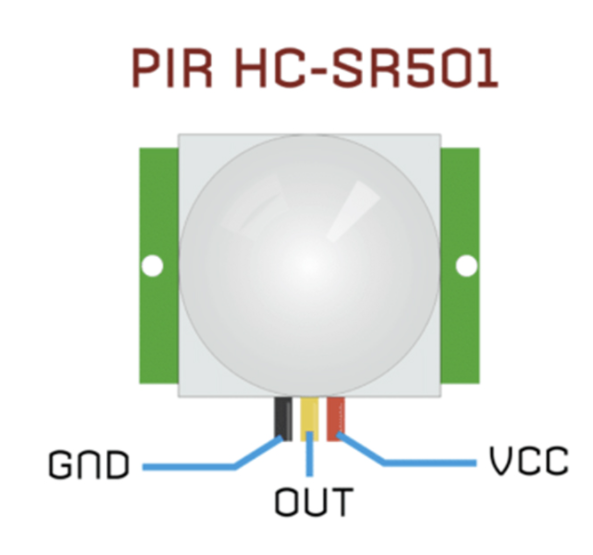 PIR HC-SR501
GND
VCC
OUT